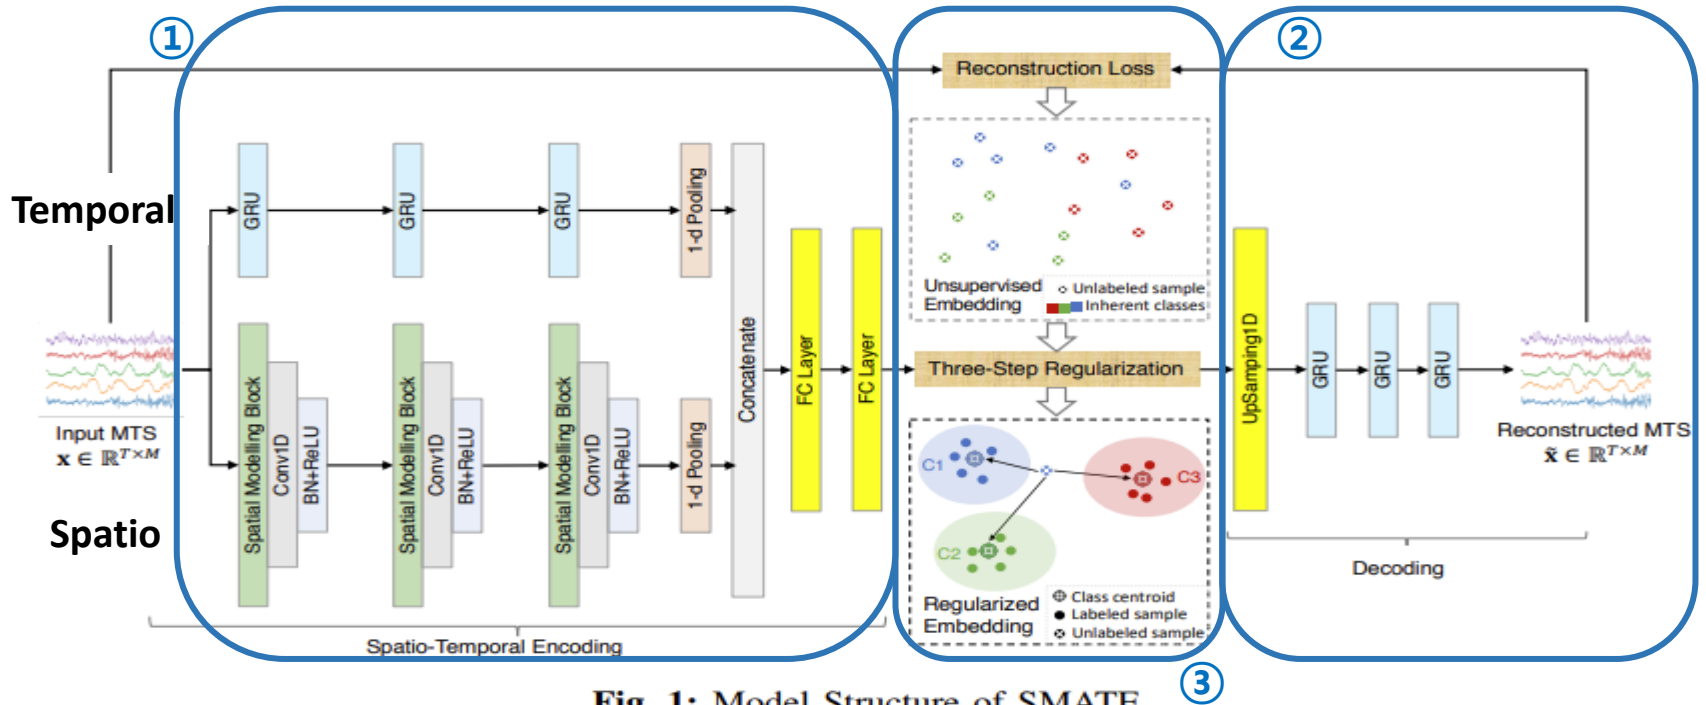 ①
②
Reconstruction Loss
Temporal
GRU
GRU
GRU
1-d Pooling
Concatenate
FC Layer
FC Layer
Unsupervised
Embedding
Unlabeled sample
Inherent classes
Three-Step Regularization
UpSamping1D
GRU
GRU
GRU
Input MTS
x ∈ ℝ^{T×M}
Spatial Modelling Block
Conv1D
BN+ReLU
Spatial Modelling Block
Conv1D
BN+ReLU
Spatial Modelling Block
Conv1D
BN+ReLU
1-d Pooling
Reconstructed MTS
x̃ ∈ ℝ^{T×M}
Spatio
C1
C3
C2
Regularized
Embedding
Class centroid
Labeled sample
Unlabeled sample
Decoding
Spatio-Temporal Encoding
③
Fig. 1: Model Structure of SMATE